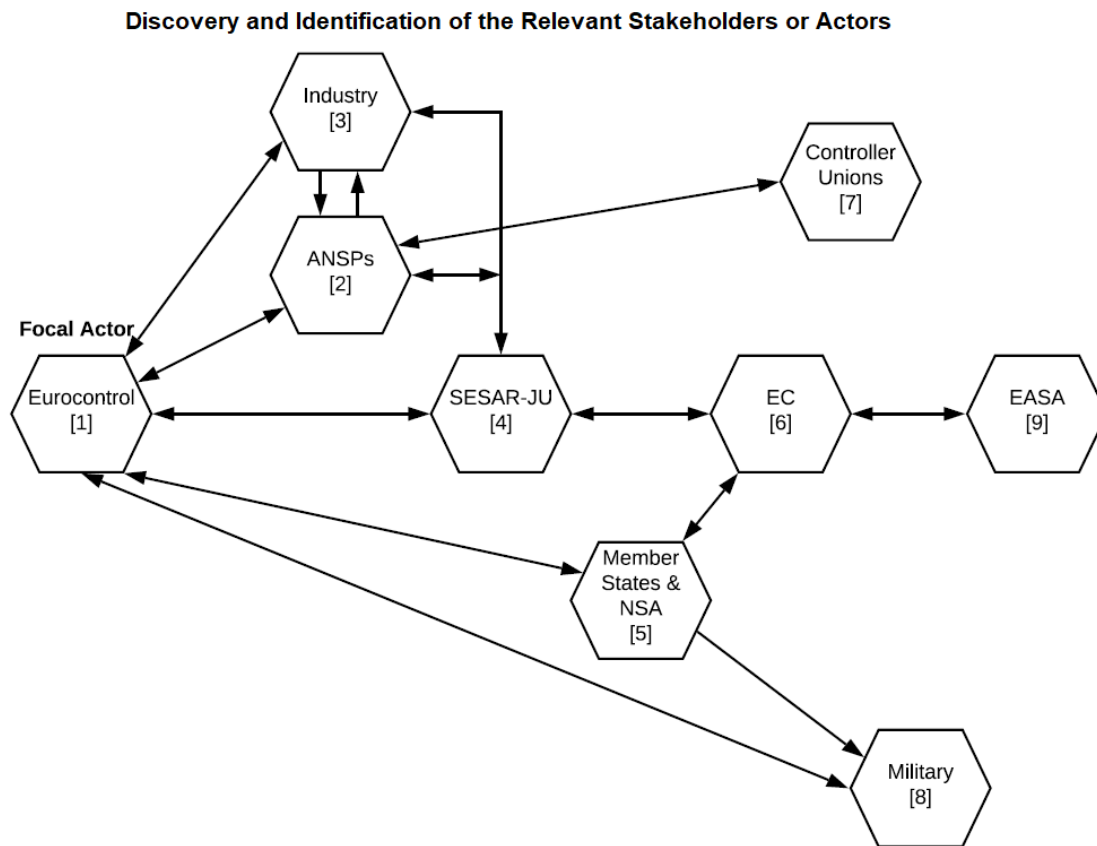 Discovery and Identification of the Relevant Stakeholders or Actors
Industry
[3]
Controller
Unions
[7]
ANSPs
[2]
Focal Actor
Eurocontrol
[1]
SESAR-JU
[4]
EC
[6]
EASA
[9]
Member
States &
NSA
[5]
Military
[8]